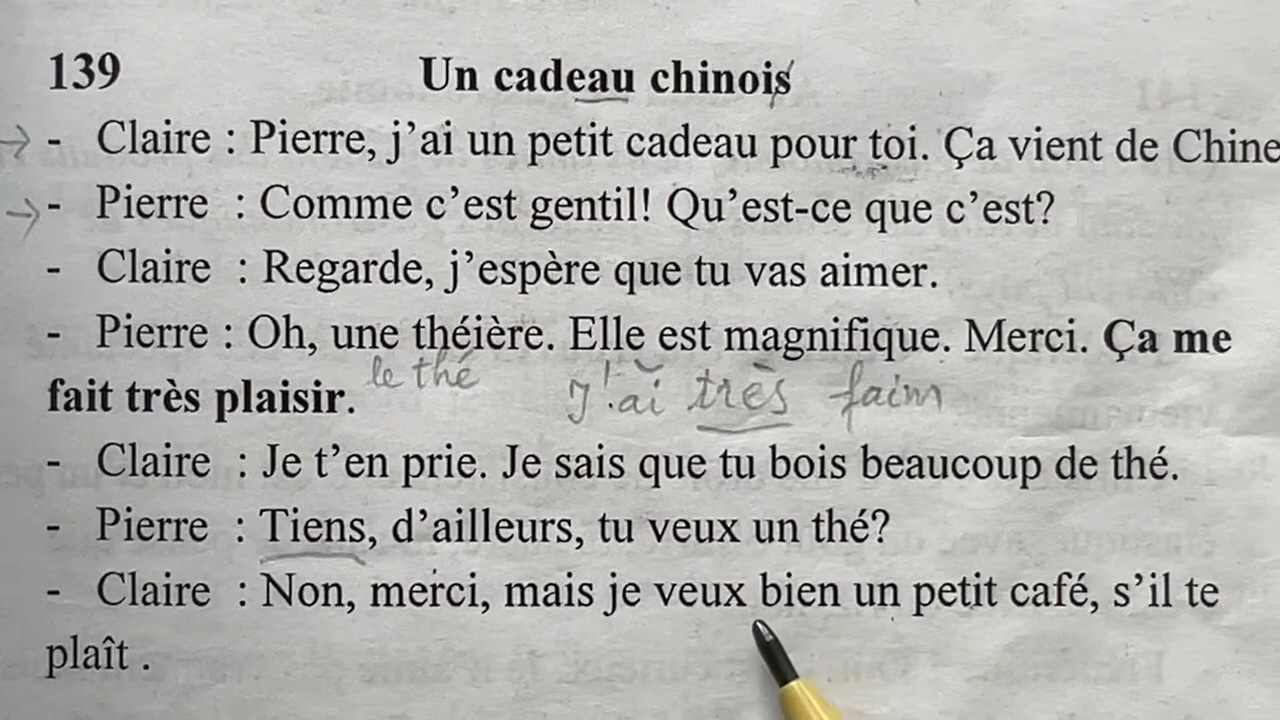 139 Un cadeau chinois
- Claire : Pierre, j’ai un petit cadeau pour toi. Ça vient de Chine
- Pierre : Comme c’est gentil! Qu’est-ce que c’est?
- Claire : Regarde, j’espère que tu vas aimer.
- Pierre : Oh, une théière. Elle est magnifique. Merci. Ça me
le thé J'ai très faim
fait très plaisir.
- Claire : Je t’en prie. Je sais que tu bois beaucoup de thé.
- Pierre : Tiens, d’ailleurs, tu veux un thé?
- Claire : Non, merci, mais je veux bien un petit café, s’il te
plaît .